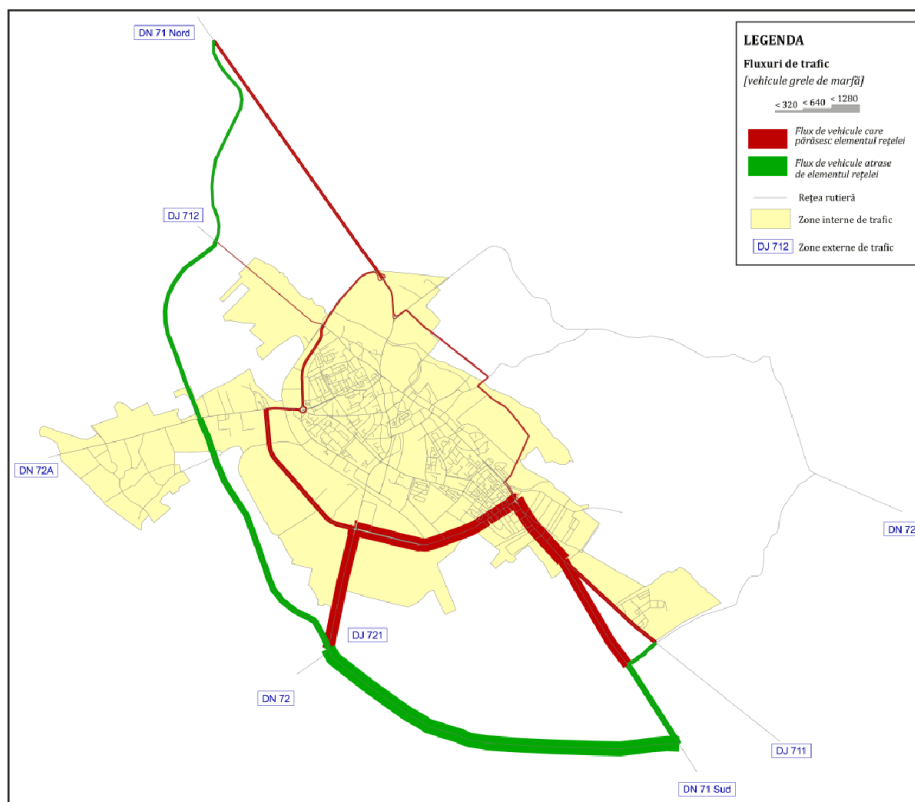 DN 71 Nord
LEGENDA
Fluxuri de trafic
[vehicule grele de marfă]
< 320 < 640 < 1280
Flux de vehicule care
părăsesc elementul rețelei
Flux de vehicule atrase
de elementul rețelei
Rețea rutieră
Zone interne de trafic
DJ 712 Zone externe de trafic
DJ 712
DN 72A
DN 72
DJ 721
DN 72
DJ 711
DN 71 Sud